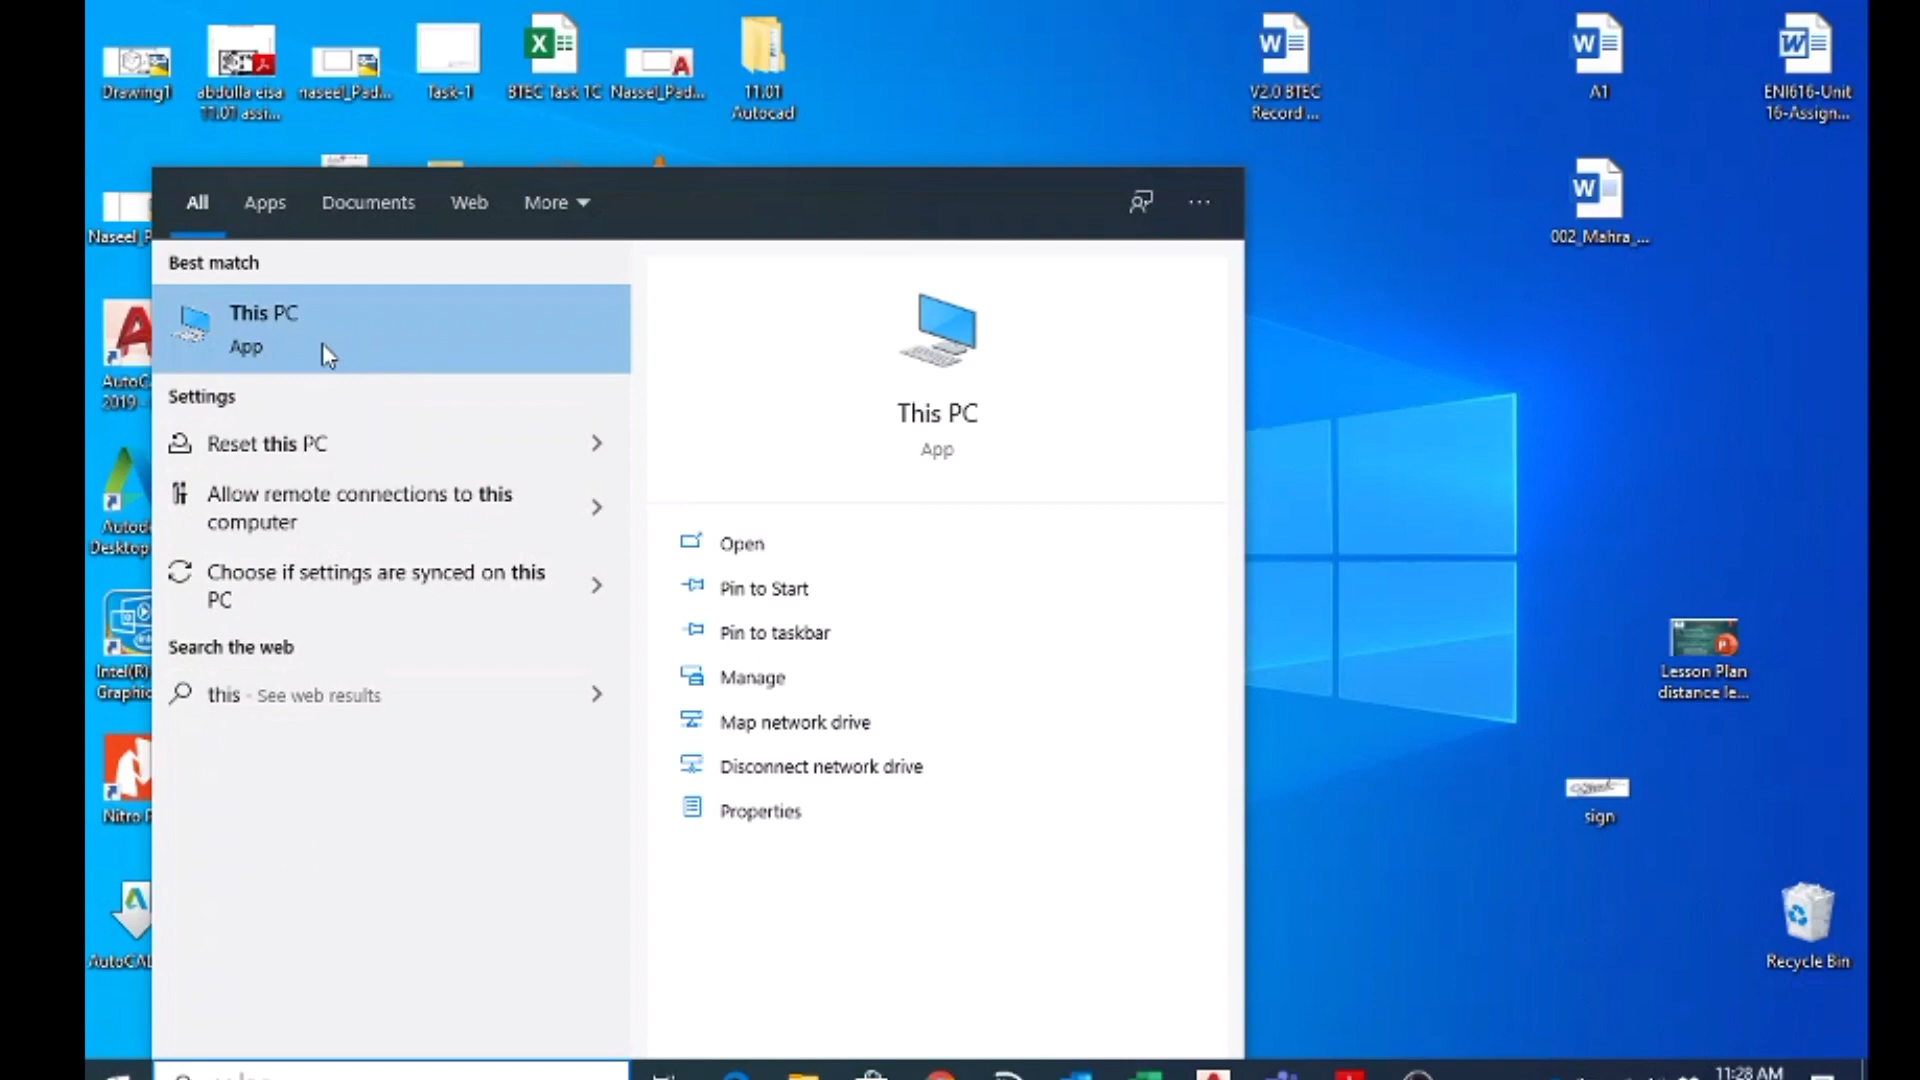 Drawing1
abdulla eisa
11.01 assi...
naseel_Pad...
Task-1
BTEC Task 1C
Nassel_Pad...
11.01
Autocad
V2.0 BTEC
Record ...
A1
ENI616-Unit
16-Assign...
002_Mahra_...
Naseel_P
AutoC
2019 -
Autod
Desktop
Intel(R)
Graphic
Nitro P
AutoCA
All
Apps
Documents
Web
More
Best match
This PC
App
Settings
Reset this PC
Allow remote connections to this
computer
Choose if settings are synced on this
PC
Search the web
this - See web results
This PC
App
Open
Pin to Start
Pin to taskbar
Manage
Map network drive
Disconnect network drive
Properties
Lesson Plan
distance le...
sign
Recycle Bin
11:28 AM